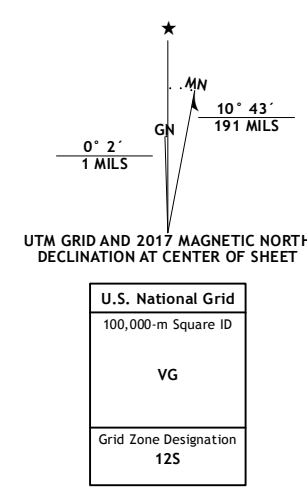 MN
GN
10° 43´
191 MILS
0° 2´
1 MILS
UTM GRID AND 2017 MAGNETIC NORTH
DECLINATION AT CENTER OF SHEET
U.S. National Grid
100,000-m Square ID
VG
Grid Zone Designation
12S